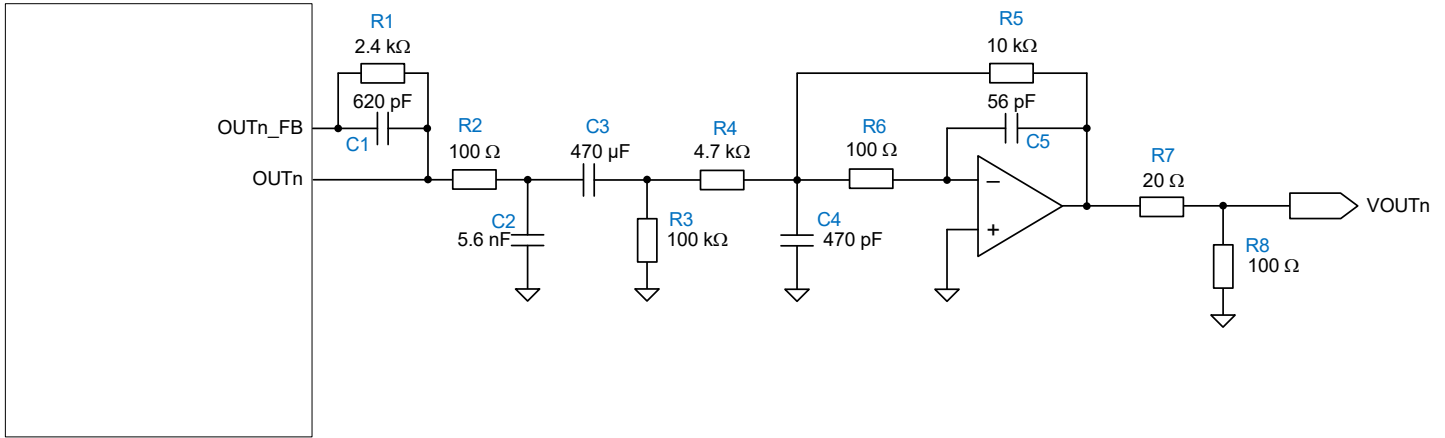 R1
2.4 kΩ
620 pF
C1
OUTn_FB
OUTn
R2
100 Ω
C2
5.6 nF
C3
470 µF
R3
100 kΩ
R4
4.7 kΩ
C4
470 pF
R5
10 kΩ
56 pF
C5
R6
100 Ω
−
+
R7
20 Ω
R8
100 Ω
VOUTn